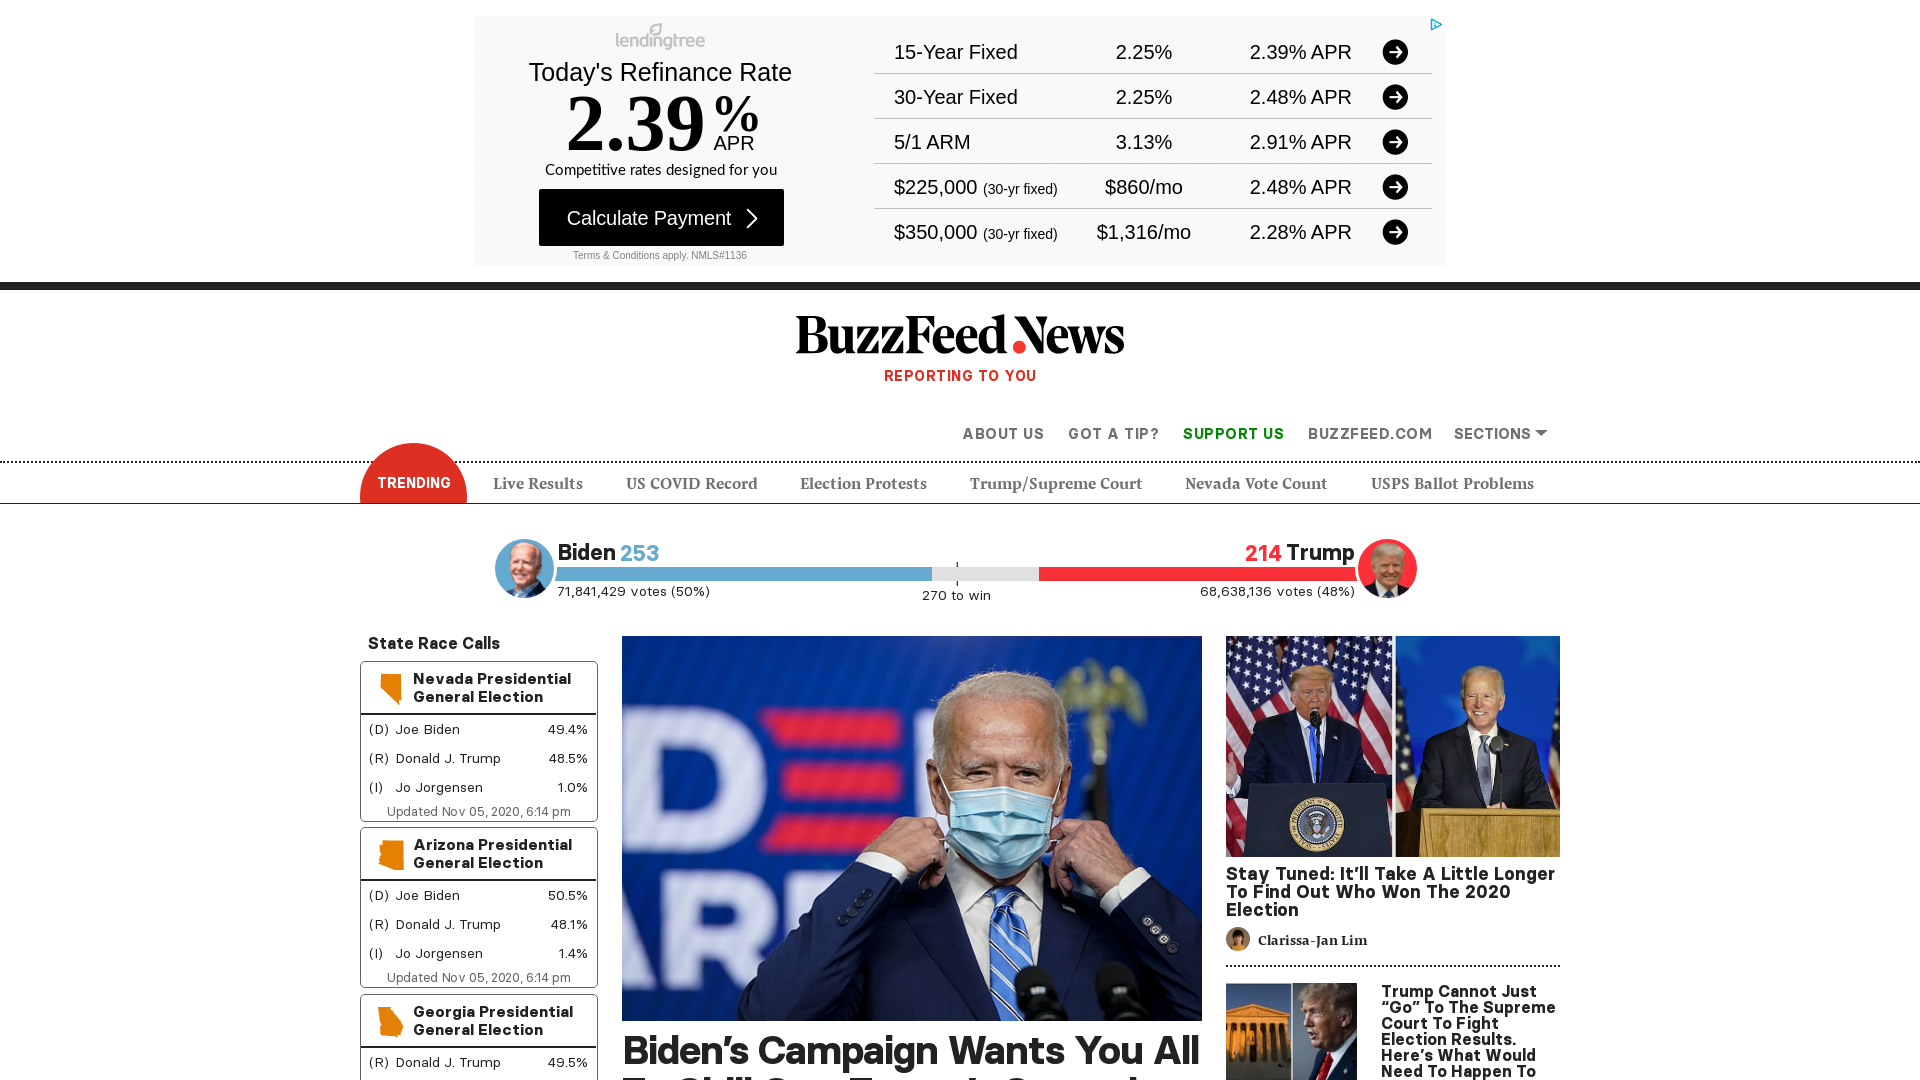 lendingtree
Today's Refinance Rate
2.39% APR
Competitive rates designed for you
Calculate Payment
Terms & Conditions apply. NMLS#1136
15-Year Fixed 2.25% 2.39% APR
30-Year Fixed 2.25% 2.48% APR
5/1 ARM 3.13% 2.91% APR
$225,000 (30-yr fixed) $860/mo 2.48% APR
$350,000 (30-yr fixed) $1,316/mo 2.28% APR
BuzzFeed News
REPORTING TO YOU
ABOUT US GOT A TIP? SUPPORT US BUZZFEED.COM SECTIONS
TRENDING Live Results US COVID Record Election Protests Trump/Supreme Court Nevada Vote Count USPS Ballot Problems
Biden 253 214 Trump
71,841,429 votes (50%) 270 to win 68,638,136 votes (48%)
State Race Calls
Nevada Presidential
General Election
(D) Joe Biden 49.4%
(R) Donald J. Trump 48.5%
(I) Jo Jorgensen 1.0%
Updated Nov 05, 2020, 6:14 pm
Arizona Presidential
General Election
(D) Joe Biden 50.5%
(R) Donald J. Trump 48.1%
(I) Jo Jorgensen 1.4%
Updated Nov 05, 2020, 6:14 pm
Georgia Presidential
General Election
(R) Donald J. Trump 49.5%
Biden’s Campaign Wants You All
Stay Tuned: It’ll Take A Little Longer
To Find Out Who Won The 2020
Election
Clarissa-Jan Lim
Trump Cannot Just
“Go” To The Supreme
Court To Fight
Election Results.
Here’s What Would
Need To Happen To